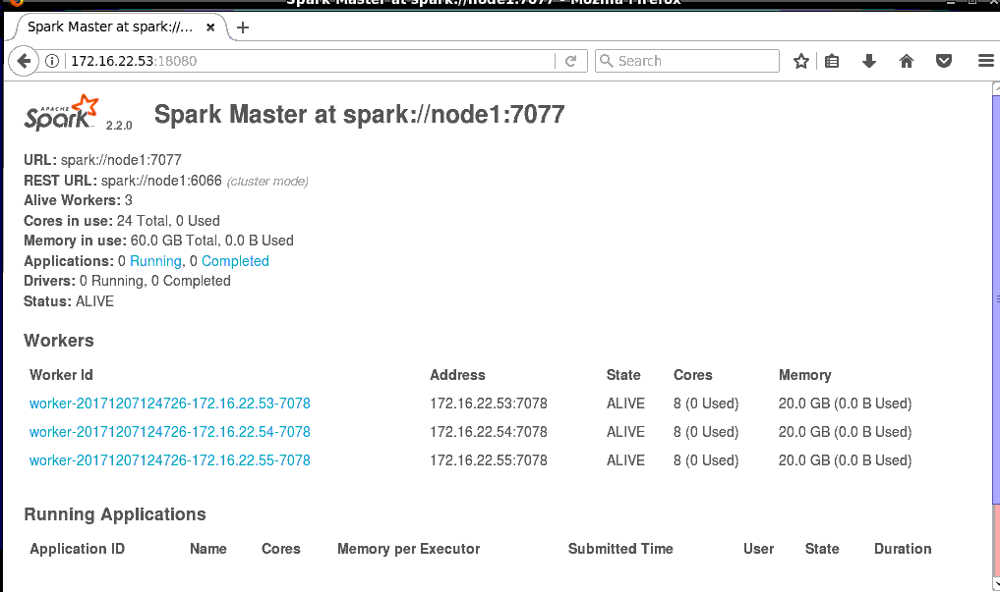 Spark Master at spark://node1:7077 - Mozilla Firefox
Spark Master at spark://...
172.16.22.53:18080
Search
APACHE
Spark 2.2.0 Spark Master at spark://node1:7077
URL: spark://node1:7077
REST URL: spark://node1:6066 (cluster mode)
Alive Workers: 3
Cores in use: 24 Total, 0 Used
Memory in use: 60.0 GB Total, 0.0 B Used
Applications: 0 Running, 0 Completed
Drivers: 0 Running, 0 Completed
Status: ALIVE
Workers
Worker Id Address State Cores Memory
worker-20171207124726-172.16.22.53-7078 172.16.22.53:7078 ALIVE 8 (0 Used) 20.0 GB (0.0 B Used)
worker-20171207124726-172.16.22.54-7078 172.16.22.54:7078 ALIVE 8 (0 Used) 20.0 GB (0.0 B Used)
worker-20171207124726-172.16.22.55-7078 172.16.22.55:7078 ALIVE 8 (0 Used) 20.0 GB (0.0 B Used)
Running Applications
Application ID Name Cores Memory per Executor Submitted Time User State Duration